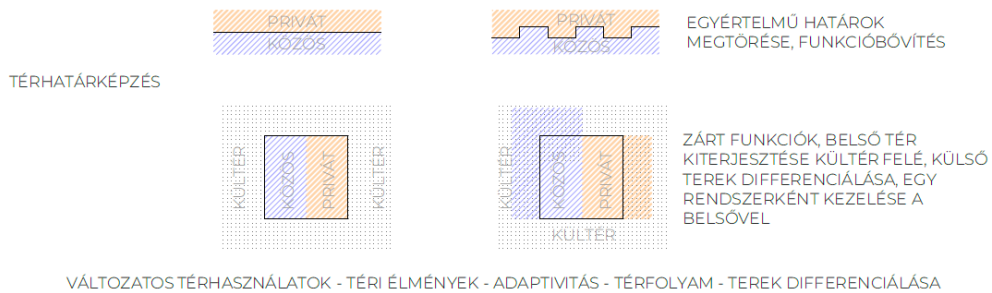 PRIVÁT
KÖZÖS
PRIVÁT
KÖZÖS
EGYÉRTELMŰ HATÁROK
MEGTÖRÉSE, FUNKCIÓBŐVÍTÉS
TÉRHATÁRKÉPZÉS
KÜLTÉR
KÖZÖS
PRIVÁT
KÜLTÉR
KÜLTÉR
KÖZÖS
PRIVÁT
KÜLTÉR
ZÁRT FUNKCIÓK, BELSŐ TÉR
KITERJESZTÉSE KÜLTÉR FELÉ, KÜLSŐ
TEREK DIFFERENCIÁLÁSA, EGY
RENDSZERKÉNT KEZELÉSE A
BELSŐVEL
VÁLTOZATOS TÉRHASZNÁLATOK - TÉRI ÉLMÉNYEK - ADAPTIVITÁS - TÉRFOLYAM - TEREK DIFFERENCIÁLÁSA